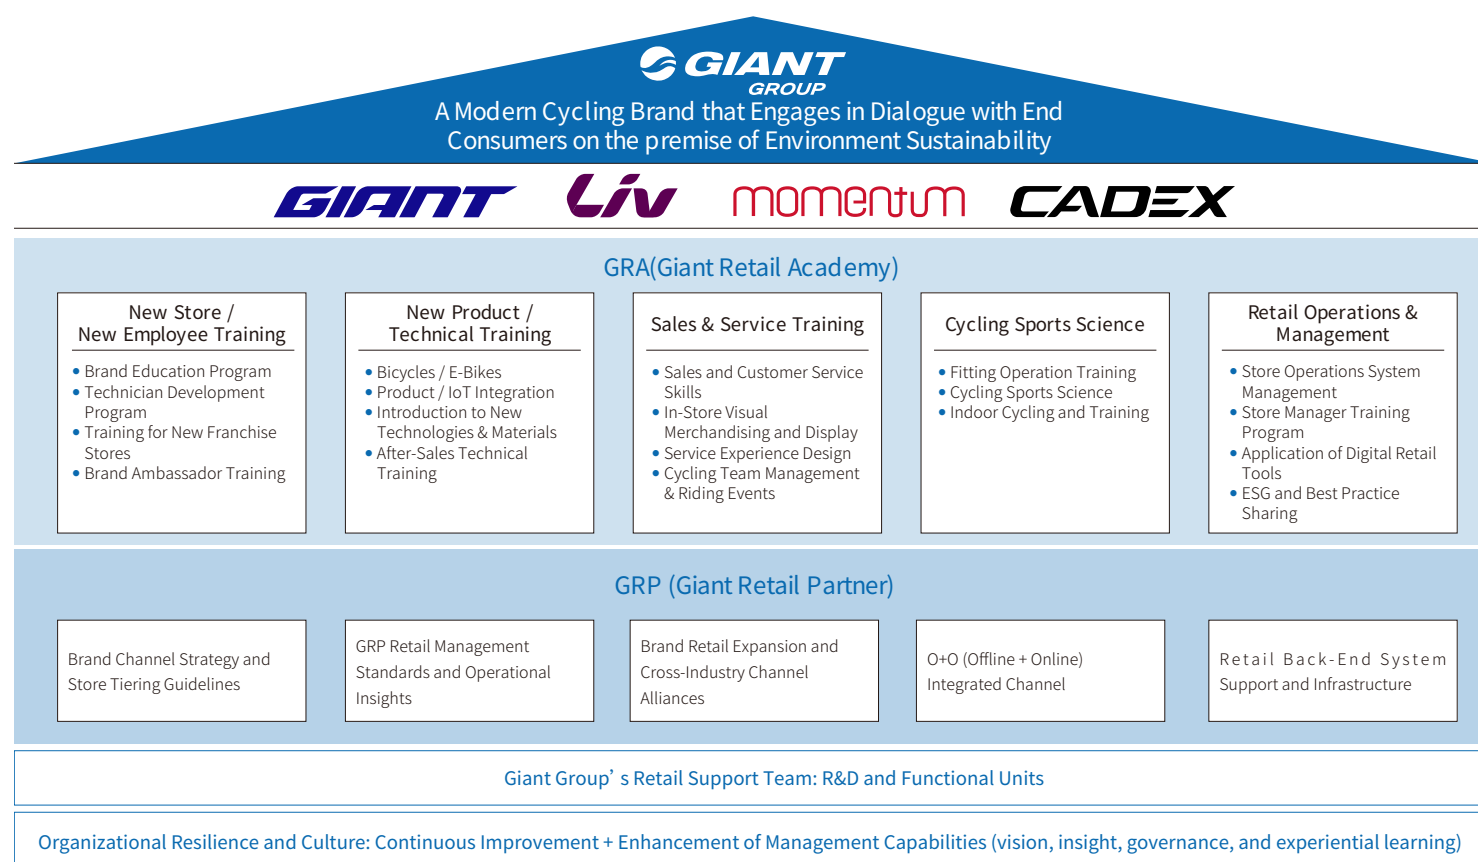 GIANT
GROUP
A Modern Cycling Brand that Engages in Dialogue with End
Consumers on the premise of Environment Sustainability
GIANT Liv momentum CADEX
GRA(Giant Retail Academy)
New Store /
New Employee Training
• Brand Education Program
• Technician Development
Program
• Training for New Franchise
Stores
• Brand Ambassador Training
New Product /
Technical Training
• Bicycles / E-Bikes
• Product / IoT Integration
• Introduction to New
Technologies & Materials
• After-Sales Technical
Training
Sales & Service Training
• Sales and Customer Service
Skills
• In-Store Visual
Merchandising and Display
• Service Experience Design
• Cycling Team Management
& Riding Events
Cycling Sports Science
• Fitting Operation Training
• Cycling Sports Science
• Indoor Cycling and Training
Retail Operations &
Management
• Store Operations System
Management
• Store Manager Training
Program
• Application of Digital Retail
Tools
• ESG and Best Practice
Sharing
GRP (Giant Retail Partner)
Brand Channel Strategy and
Store Tiering Guidelines
GRP Retail Management
Standards and Operational
Insights
Brand Retail Expansion and
Cross-Industry Channel
Alliances
O+O (Offline + Online)
Integrated Channel
Retail Back-End System
Support and Infrastructure
Giant Group’s Retail Support Team: R&D and Functional Units
Organizational Resilience and Culture: Continuous Improvement + Enhancement of Management Capabilities (vision, insight, governance, and experiential learning)